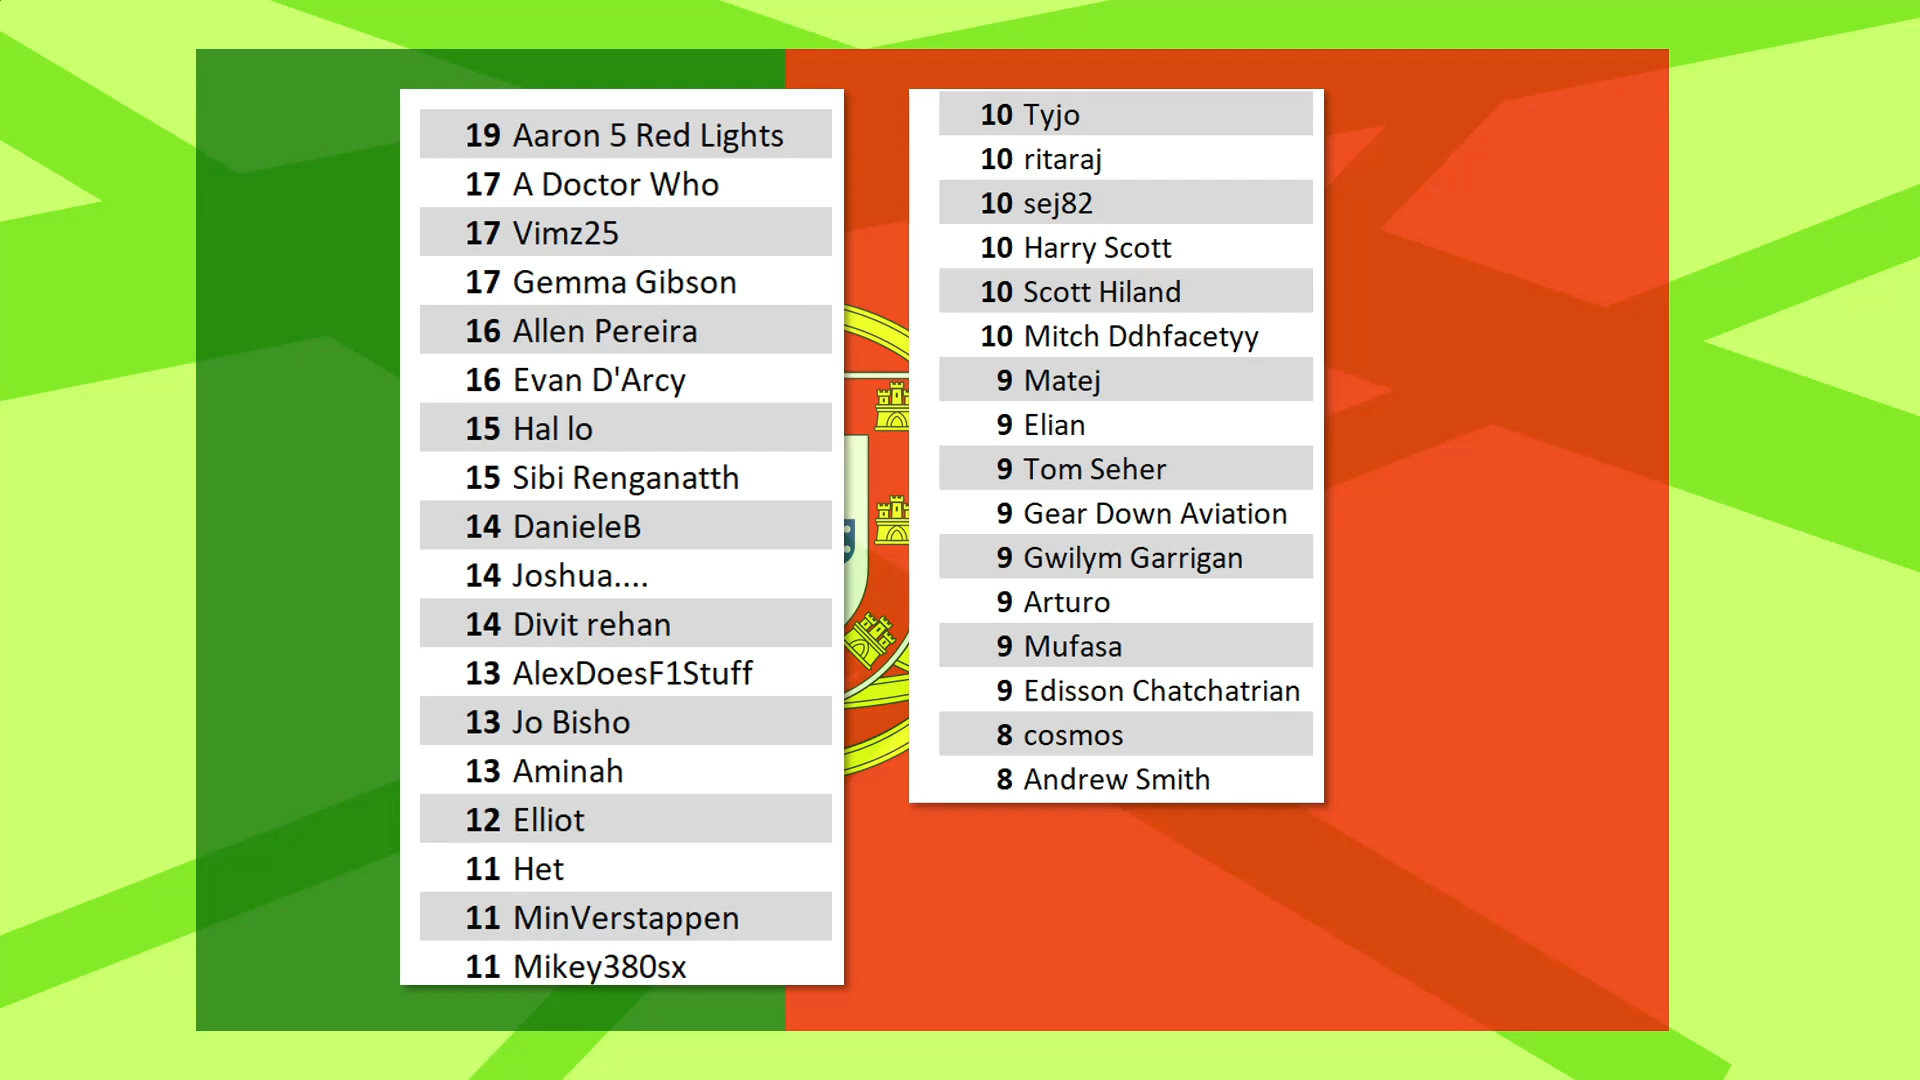 19 Aaron 5 Red Lights
17 A Doctor Who
17 Vimz25
17 Gemma Gibson
16 Allen Pereira
16 Evan D'Arcy
15 Hal lo
15 Sibi Renganatth
14 DanieleB
14 Joshua....
14 Divit rehan
13 AlexDoesF1Stuff
13 Jo Bisho
13 Aminah
12 Elliot
11 Het
11 MinVerstappen
11 Mikey380sx
10 Tyjo
10 ritaraj
10 sej82
10 Harry Scott
10 Scott Hiland
10 Mitch Ddhfacetyy
9 Matej
9 Elian
9 Tom Seher
9 Gear Down Aviation
9 Gwilym Garrigan
9 Arturo
9 Mufasa
9 Edisson Chatchatrian
8 cosmos
8 Andrew Smith